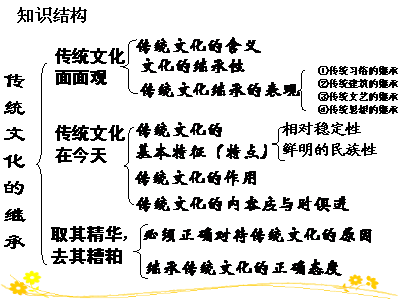 知识结构
传统文化的继承
传统文化
面面观
传统文化的含义
文化的继承性
传统文化继承的表现
①传统习俗的继承
②传统建筑的继承
③传统文艺的继承
④传统思想的继承
传统文化
在今天
传统文化的
基本特征（特点）
相对稳定性
鲜明的民族性
传统文化的作用
传统文化的内容应与时俱进
取其精华，
去其糟粕
必须正确对待传统文化的原因
继承传统文化的正确态度